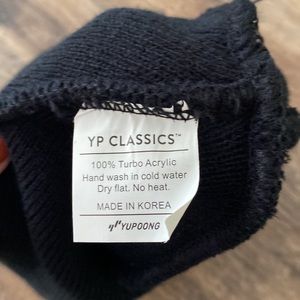 YP CLASSICS™
100% Turbo Acrylic
Hand wash in cold water
Dry flat. No heat.
MADE IN KOREA
YUPOONG